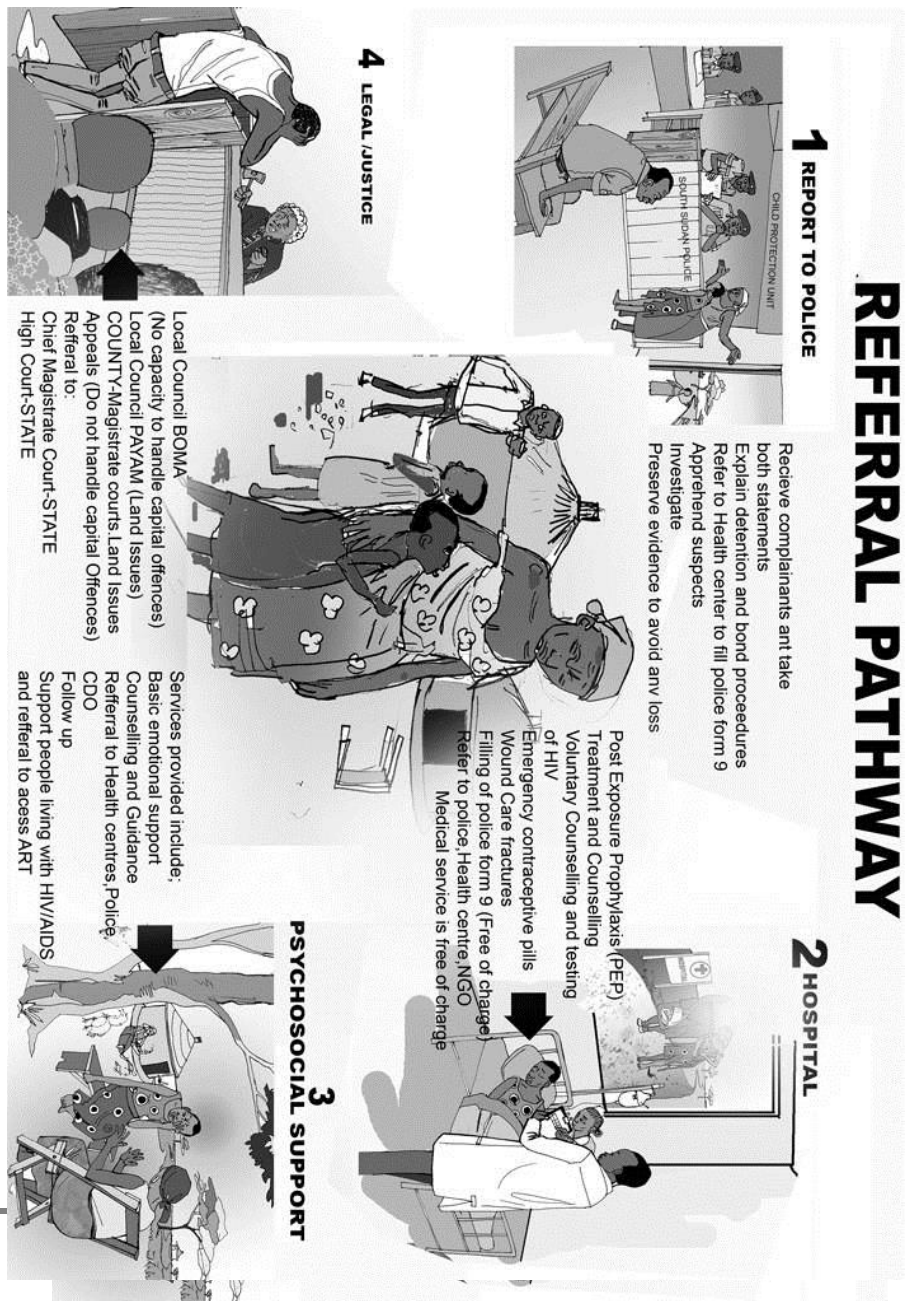 REFERRAL PATHWAY
1 REPORT TO POLICE
CHILD PROTECTION UNIT
SOUTH SUDAN POLICE
Recieve complainants ant take
both statements
Explain detention and bond proceedures
Refer to Health center to fill police form 9
Apprehend suspects
Investigate
Preserve evidence to avoid anv loss
2 HOSPITAL
HOSPITAL
Post Exposure Prophylaxis (PEP)
Treatment and Counselling
Voluntary Counselling and testing
of HIV
Emergency contraceptive pills
Wound Care fractures
Filling of police form 9 (Free of charge)
Refer to police,Health centre,NGO
Medical service is free of charge
3
PSYCHOSOCIAL SUPPORT
Services provided include;
Basic emotional support
Counselling and Guidance
Refferral to Health centres,Police,
CDO
Follow up
Support people living with HIV/AIDS
and refferal to acess ART
4 LEGAL /JUSTICE
Local Council BOMA
(No capacity to handle capital offences)
Local Council PAYAM (Land Issues)
COUNTY-Magistrate courts.Land Issues
Appeals (Do not handle capital Offences)
Refferal to:
Chief Magistrate Court-STATE
High Court-STATE